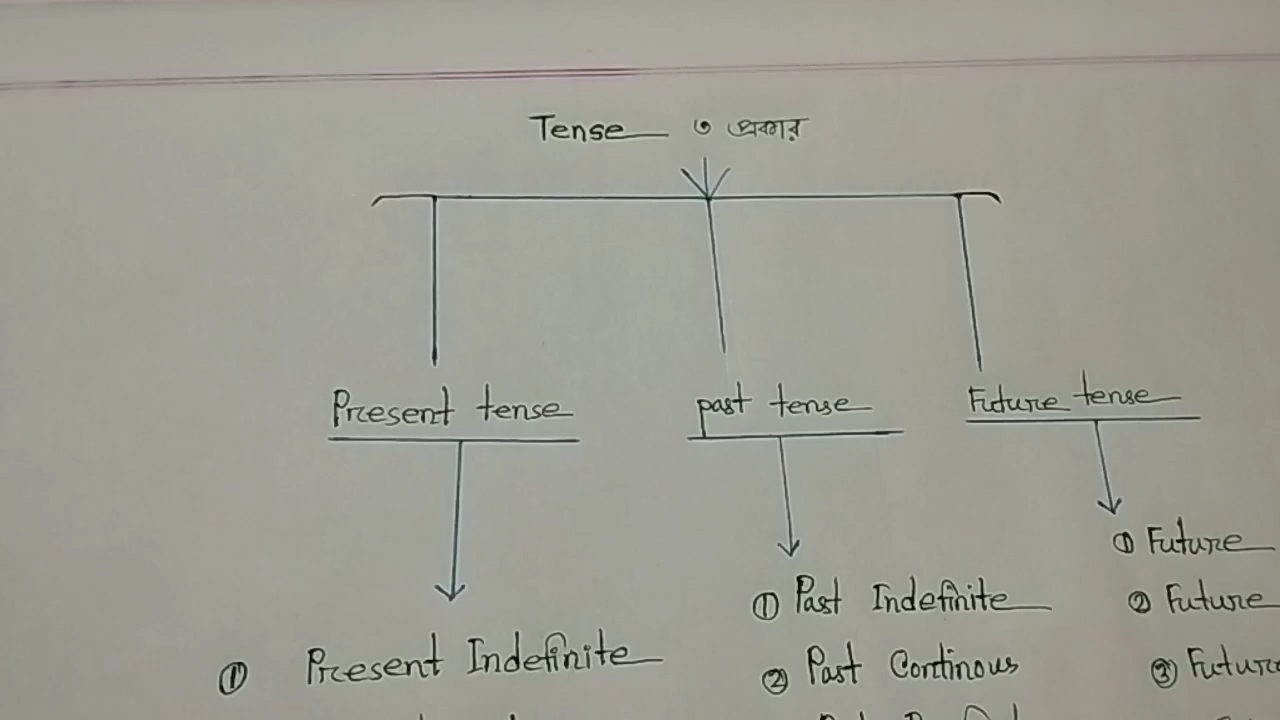 Tense ৩ প্রকার
Present tense
past tense
Future tense
① Present Indefinite
① Past Indefinite
② Past Continous
① Future
② Future
③ Future